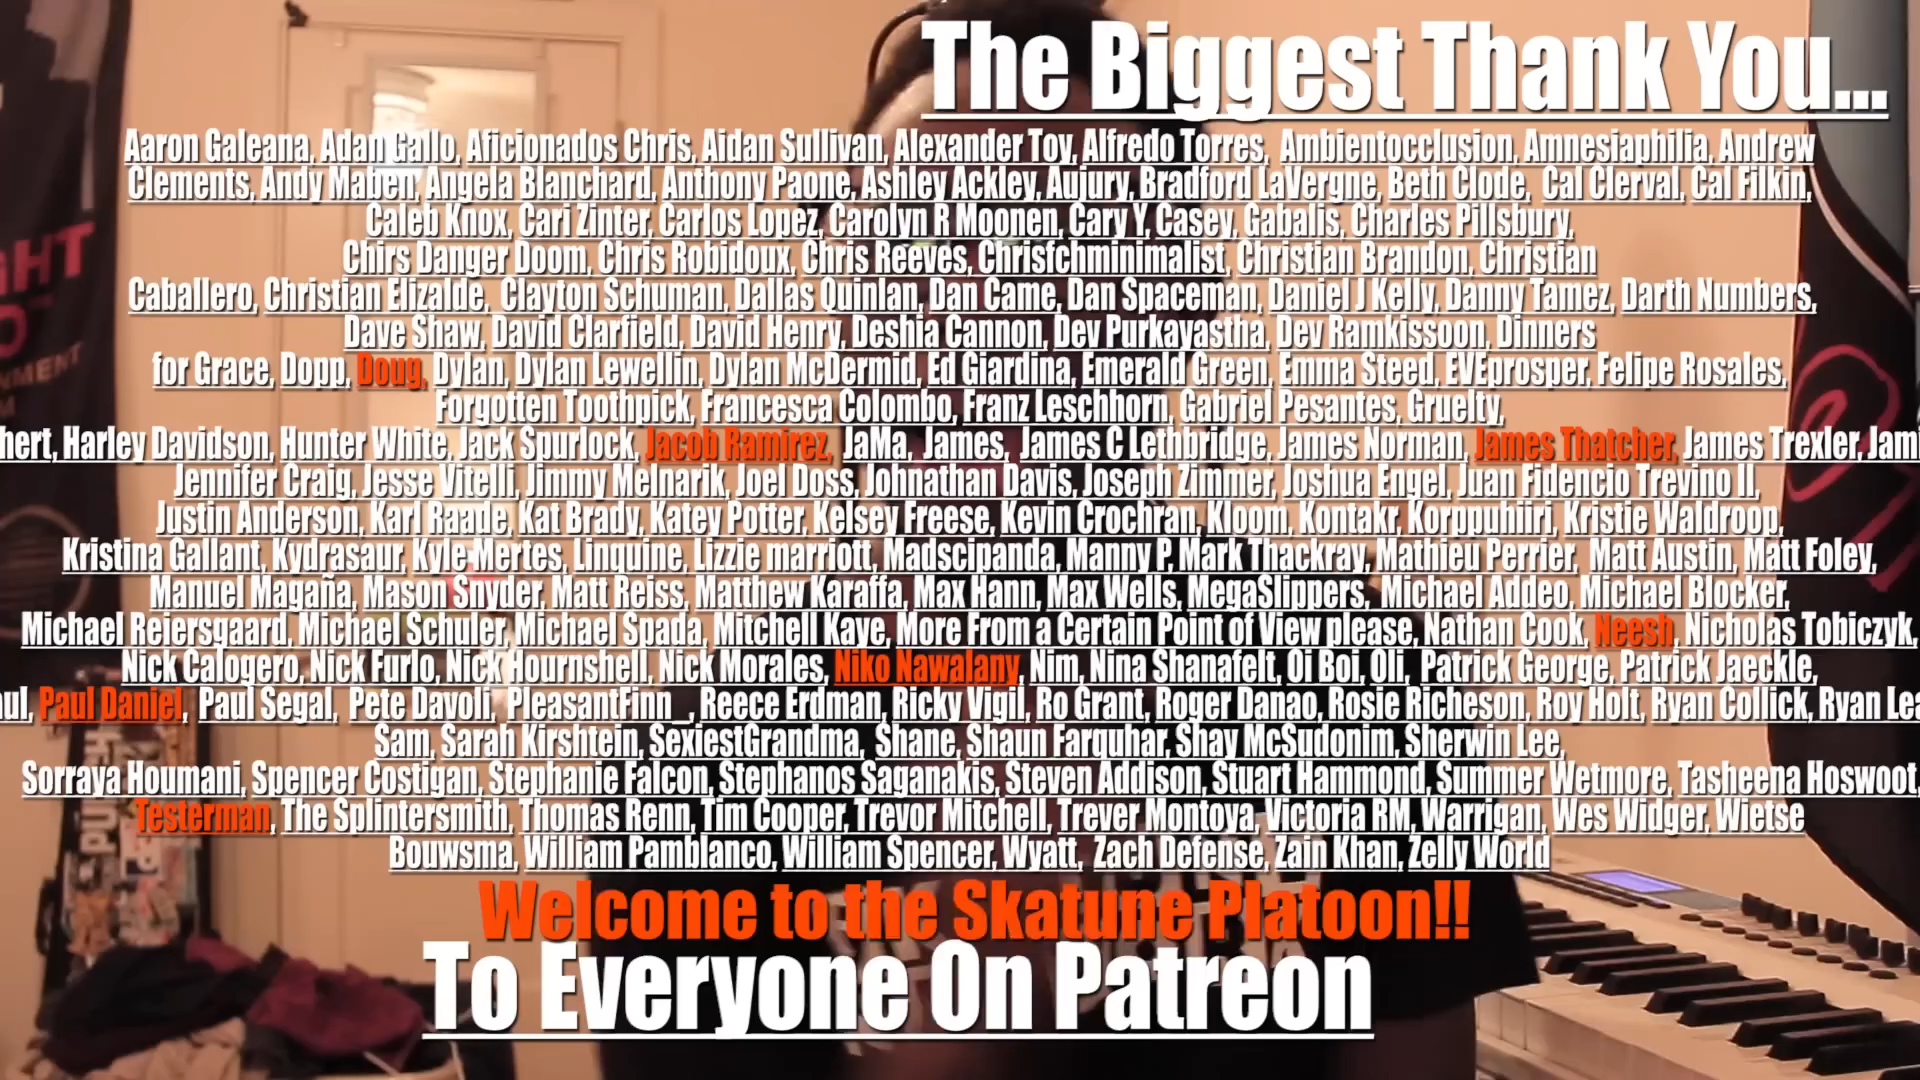 The Biggest Thank You...
Aaron Galeana, Adan Gallo, Aficionados Chris, Aidan Sullivan, Alexander Toy, Alfredo Torres, Ambientocclusion, Amnesiaphilia, Andrew
Clements, Andy Maben, Angela Blanchard, Anthony Paone, Ashley Ackley, Aujury, Bradford LaVergne, Beth Clode, Cal Clerval, Cal Filkin,
Caleb Knox, Cari Zinter, Carlos Lopez, Carolyn R Moonen, Cary Y, Casey, Gabalis, Charles Pillsbury,
Chirs Danger Doom, Chris Robidoux, Chris Reeves, Chrisfchminimalist, Christian Brandon, Christian
Caballero, Christian Elizalde, Clayton Schuman, Dallas Quinlan, Dan Came, Dan Spaceman, Daniel J Kelly, Danny Tamez, Darth Numbers,
Dave Shaw, David Clarfield, David Henry, Deshia Cannon, Dev Purkayastha, Dev Ramkissoon, Dinners
for Grace, Dopp, Doug, Dylan, Dylan Lewellin, Dylan McDermid, Ed Giardina, Emerald Green, Emma Steed, EVEprosper, Felipe Rosales,
Forgotten Toothpick, Francesca Colombo, Franz Leschhorn, Gabriel Pesantes, Gruelty,
hert, Harley Davidson, Hunter White, Jack Spurlock, Jacob Ramirez, JaMa, James, James C Lethbridge, James Norman, James Thatcher, James Trexler, Jami
Jennifer Craig, Jesse Vitelli, Jimmy Melnarik, Joel Doss, Johnathan Davis, Joseph Zimmer, Joshua Engel, Juan Fidencio Trevino II,
Justin Anderson, Karl Raade, Kat Brady, Katey Potter, Kelsey Freese, Kevin Crochran, Kloom, Kontakr, Korppuhiiri, Kristie Waldroop,
Kristina Gallant, Kydrasaur, Kyle Mertes, Linguine, Lizzie marriott, Madscipanda, Manny P, Mark Thackray, Mathieu Perrier, Matt Austin, Matt Foley,
Manuel Magaña, Mason Snyder, Matt Reiss, Matthew Karaffa, Max Hann, Max Wells, MegaSlippers, Michael Addeo, Michael Blocker,
Michael Reiersgaard, Michael Schuler, Michael Spada, Mitchell Kaye, More From a Certain Point of View please, Nathan Cook, Neesh, Nicholas Tobiczyk,
Nick Calogero, Nick Furlo, Nick Hournshell, Nick Morales, Niko Nawalany, Nim, Nina Shanafelt, Oi Boi, Oli, Patrick George, Patrick Jaeckle,
ul, Paul Daniel, Paul Segal, Pete Davoli, PleasantFinn_, Reece Erdman, Ricky Vigil, Ro Grant, Roger Danao, Rosie Richeson, Roy Holt, Ryan Collick, Ryan Lea
Sam, Sarah Kirshtein, SexiestGrandma, Shane, Shaun Farquhar, Shay McSudonim, Sherwin Lee,
Sorraya Houmani, Spencer Costigan, Stephanie Falcon, Stephanos Saganakis, Steven Addison, Stuart Hammond, Summer Wetmore, Tasheena Hoswoot,
Testerman, The Splintersmith, Thomas Renn, Tim Cooper, Trevor Mitchell, Trever Montoya, Victoria RM, Warrigan, Wes Widger, Wietse
Bouwsma, William Pamblanco, William Spencer, Wyatt, Zach Defense, Zain Khan, Zelly World
Welcome to the Skatune Platoon!!
To Everyone On Patreon